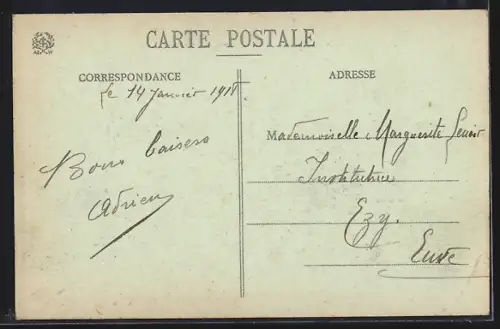 CARTE POSTALE
CORRESPONDANCE
Le 14 Janvier 1918
Bons baisers
Adrien
ADRESSE
Mademoiselle Marguerite
Institutrice
Ezy.
Eure